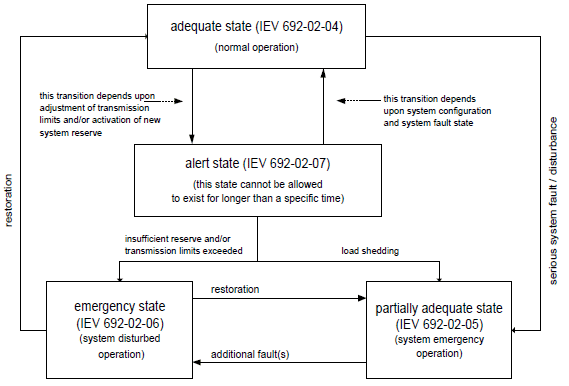 adequate state (IEV 692-02-04)
(normal operation)
this transition depends upon
adjustment of transmission
limits and/or activation of new
system reserve
this transition depends
upon system configuration
and system fault state
alert state (IEV 692-02-07)
(this state cannot be allowed
to exist for longer than a specific time)
restoration
serious system fault / disturbance
insufficient reserve and/or
transmission limits exceeded
load shedding
emergency state
(IEV 692-02-06)
(system disturbed
operation)
restoration
additional fault(s)
partially adequate state
(IEV 692-02-05)
(system emergency
operation)